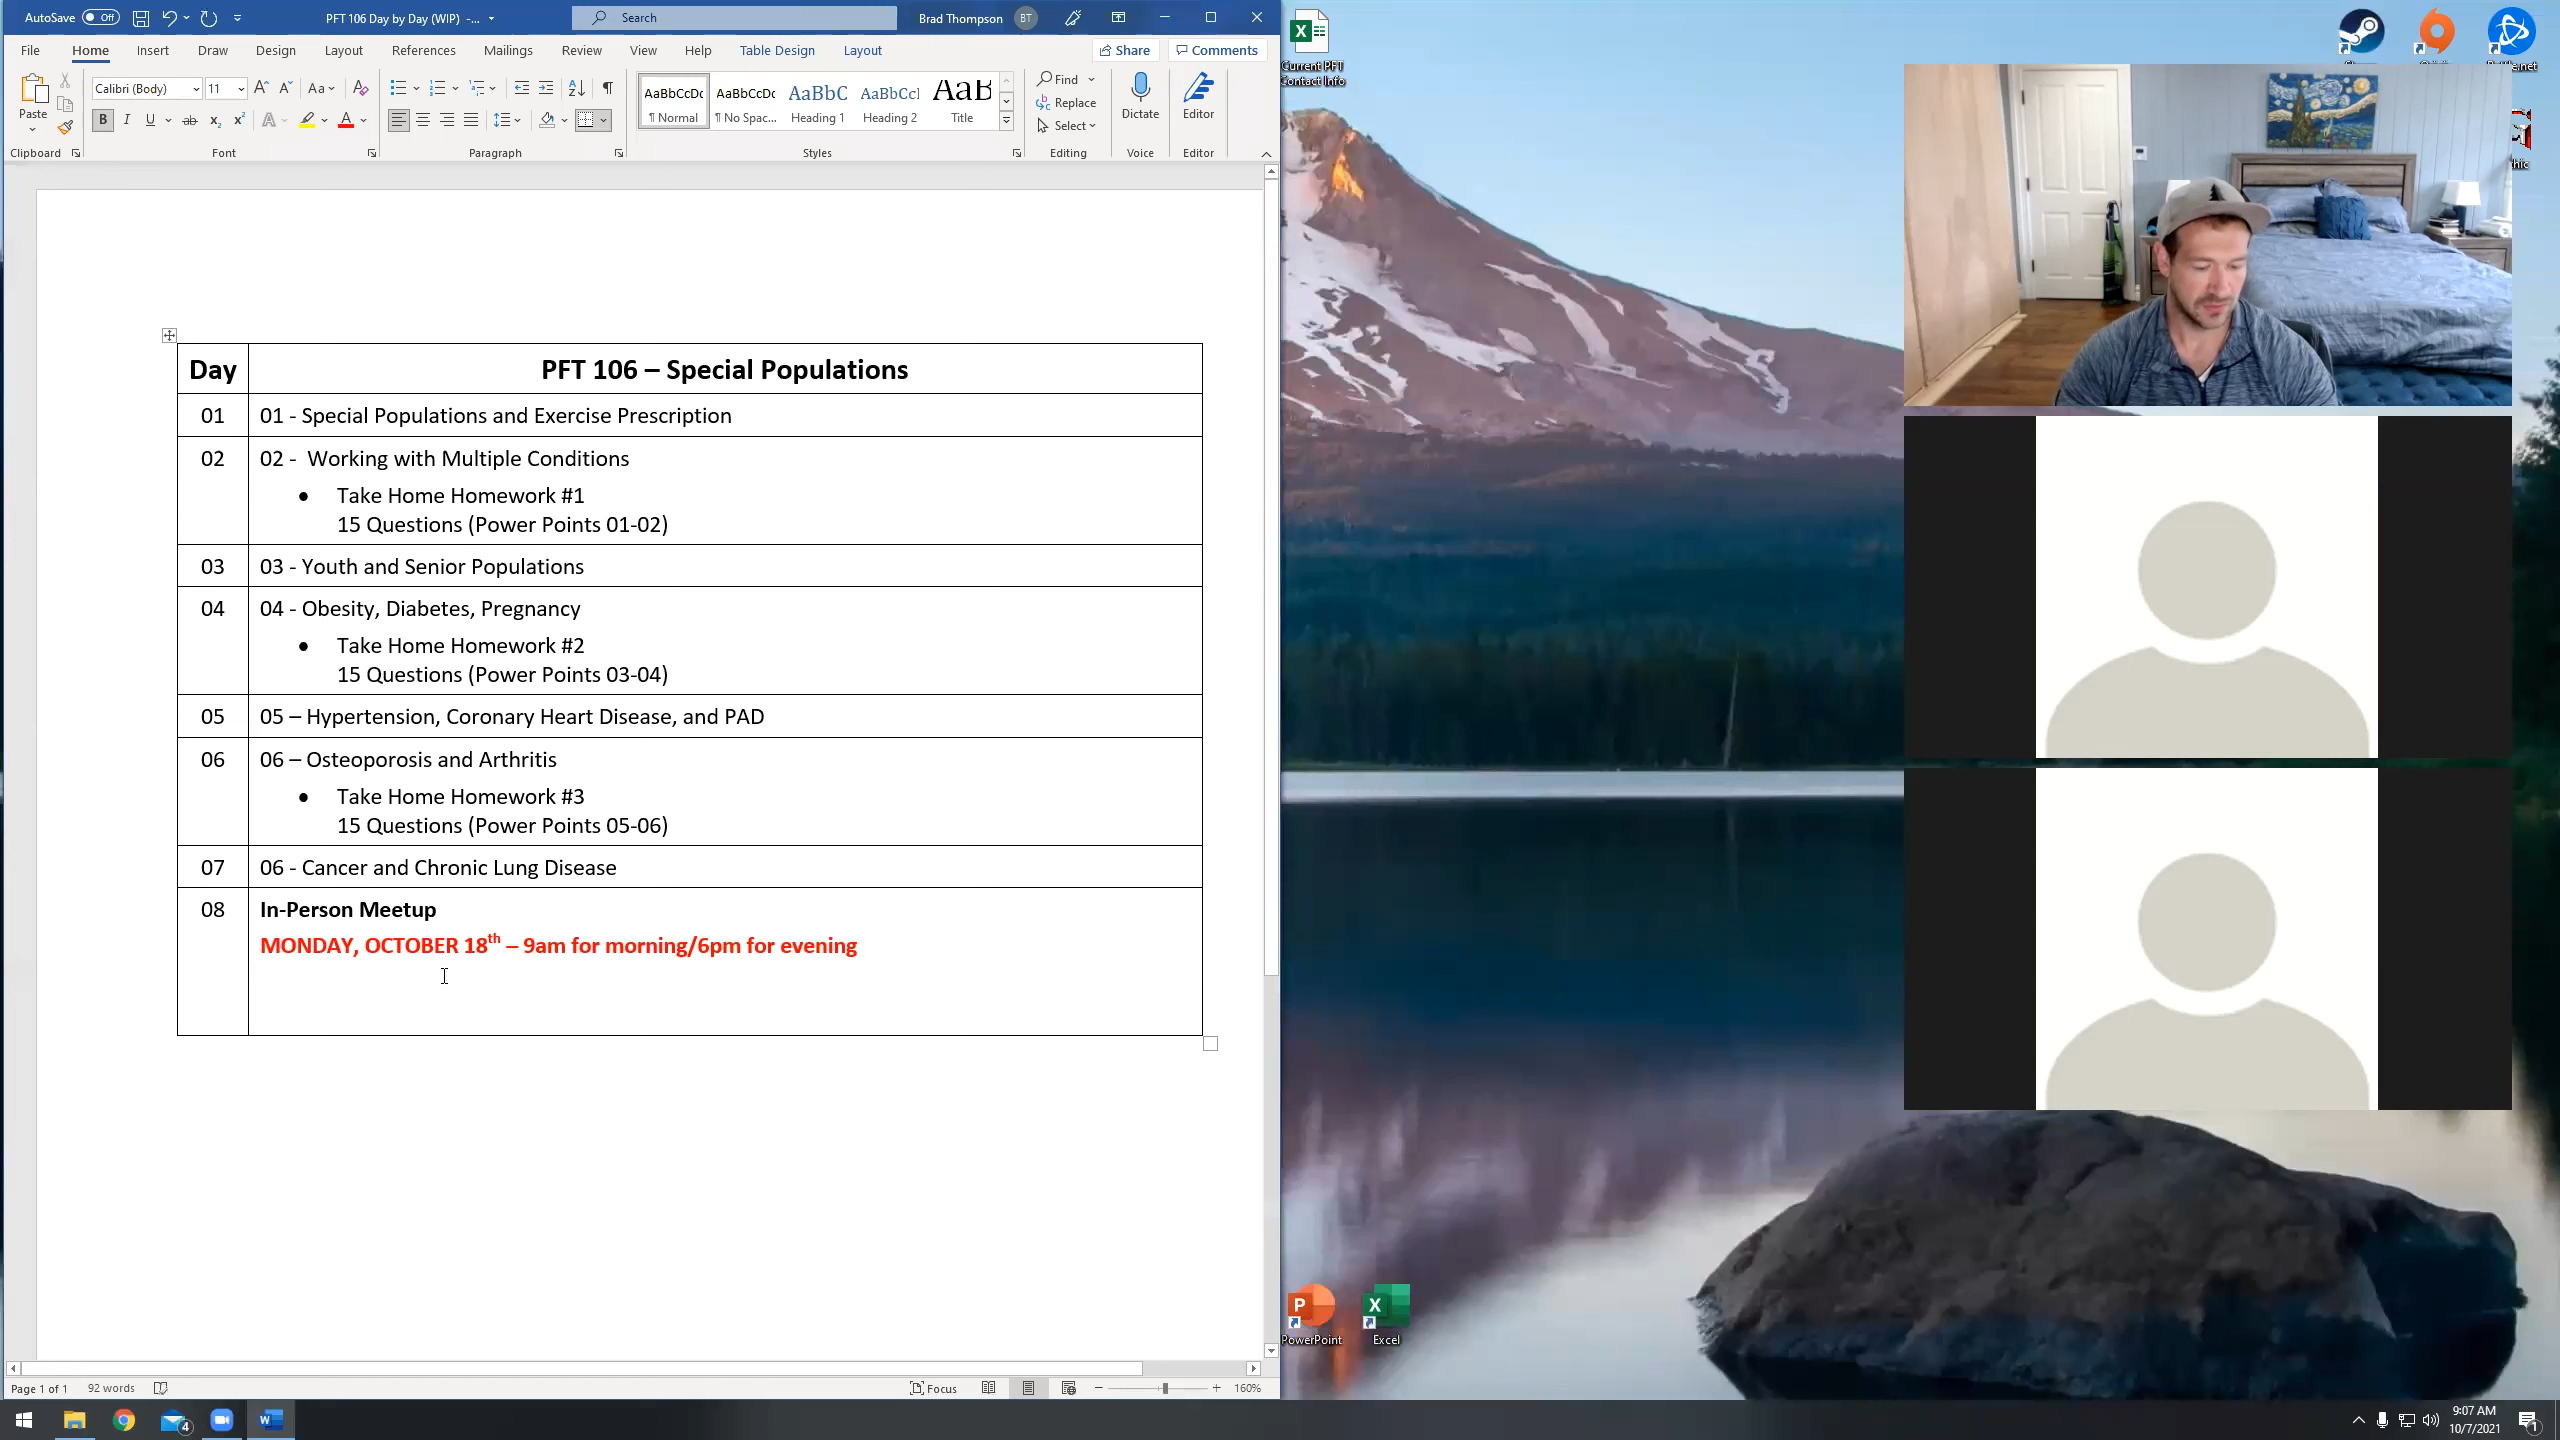 AutoSave Off PFT 106 Day by Day (WIP) -... Search Brad Thompson BT
File Home Insert Draw Design Layout References Mailings Review View Help Table Design Layout Share Comments
Paste
Clipboard
Calibri (Body) 11
Font
Paragraph
AaBbCcDc AaBbCcDc AaBbC AaBbCcI AaB
¶ Normal ¶ No Spac... Heading 1 Heading 2 Title
Styles
Find
Replace
Select
Editing
Dictate
Voice
Editor
Editor
Day PFT 106 – Special Populations
01 01 - Special Populations and Exercise Prescription
02 02 - Working with Multiple Conditions
• Take Home Homework #1
15 Questions (Power Points 01-02)
03 03 - Youth and Senior Populations
04 04 - Obesity, Diabetes, Pregnancy
• Take Home Homework #2
15 Questions (Power Points 03-04)
05 05 – Hypertension, Coronary Heart Disease, and PAD
06 06 – Osteoporosis and Arthritis
• Take Home Homework #3
15 Questions (Power Points 05-06)
07 06 - Cancer and Chronic Lung Disease
08 In-Person Meetup
MONDAY, OCTOBER 18th – 9am for morning/6pm for evening
Page 1 of 1 92 words Focus 160%
Current PFT
Contact Info
PowerPoint Excel
4
9:07 AM
10/7/2021
1